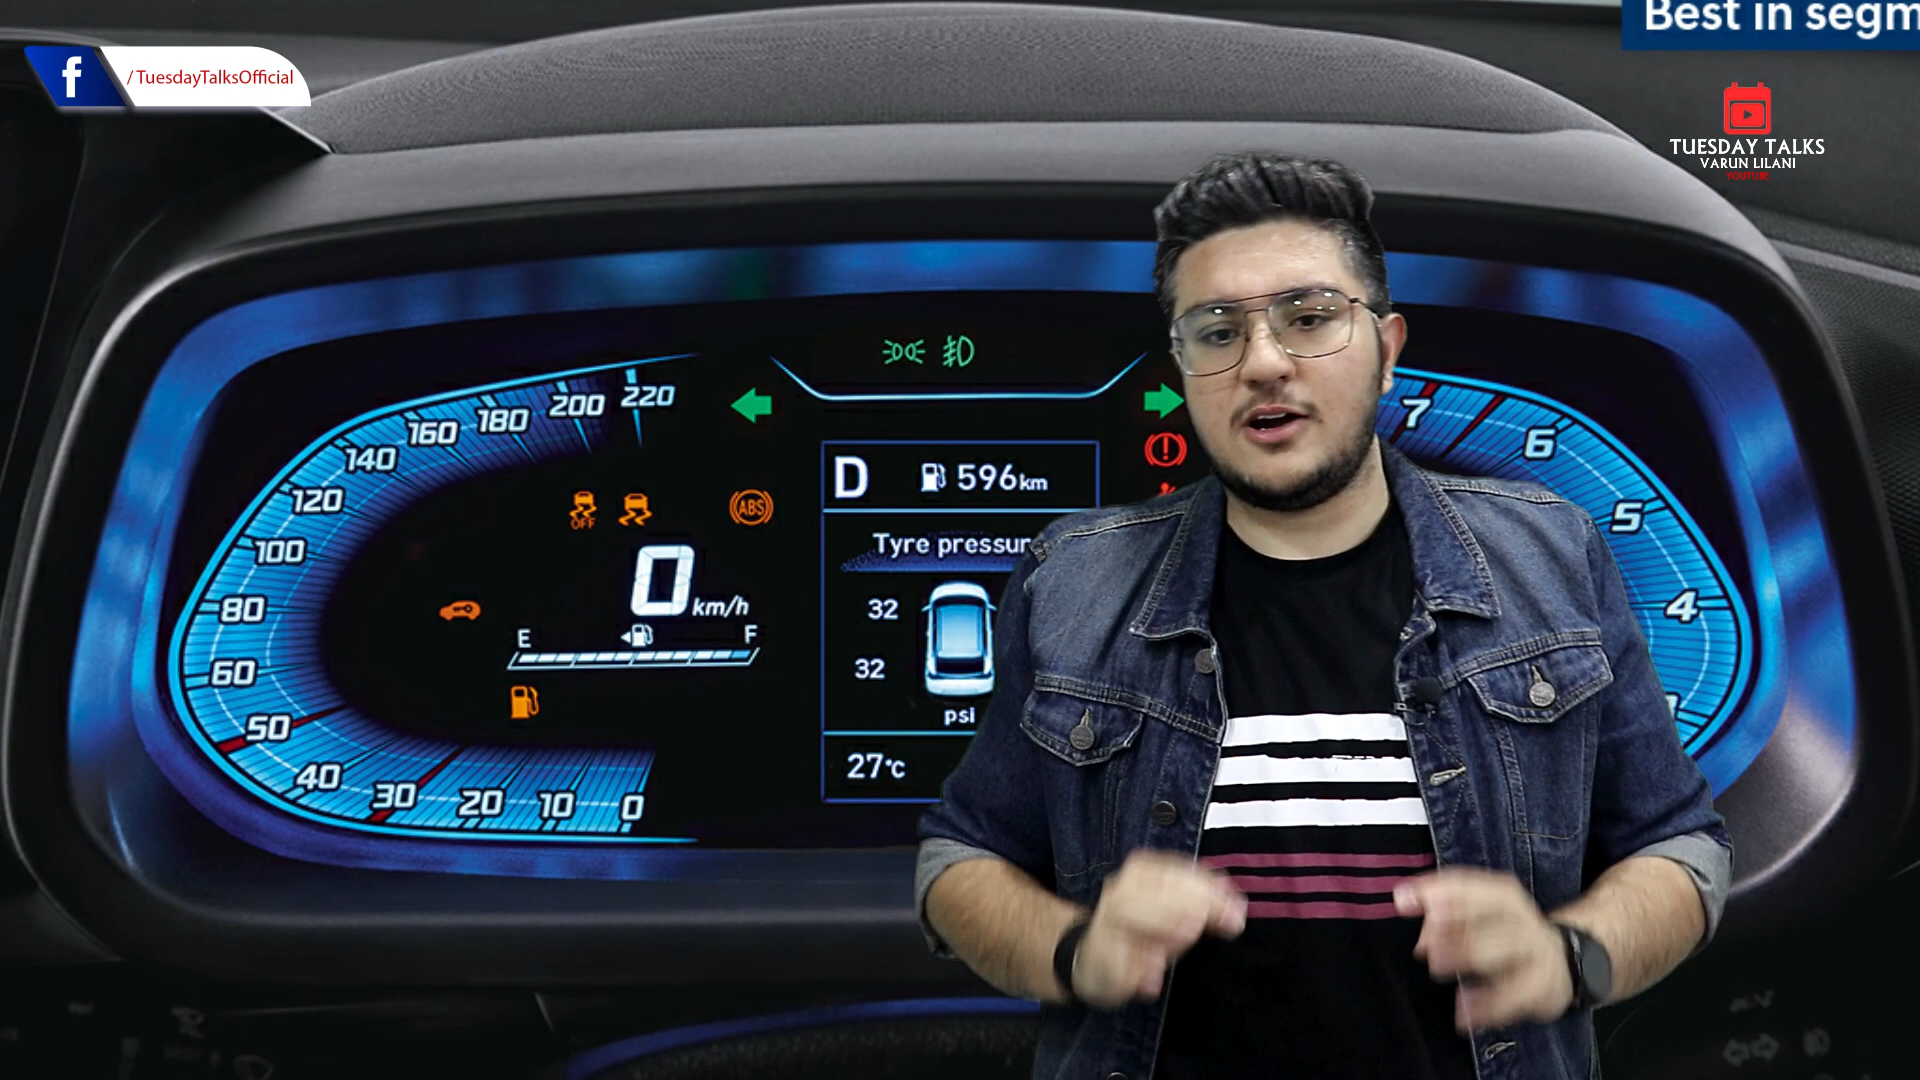 Best in segm
f /TuesdayTalksOfficial
TUESDAY TALKS
VARUN LILANI
YOUTUBE
220
200
180
160
140
120
100
80
60
50
40
30
20
10
0
OFF
ABS
0 km/h
E F
D 596km
Tyre pressur
32
32
psi
27°c
7
6
5
4